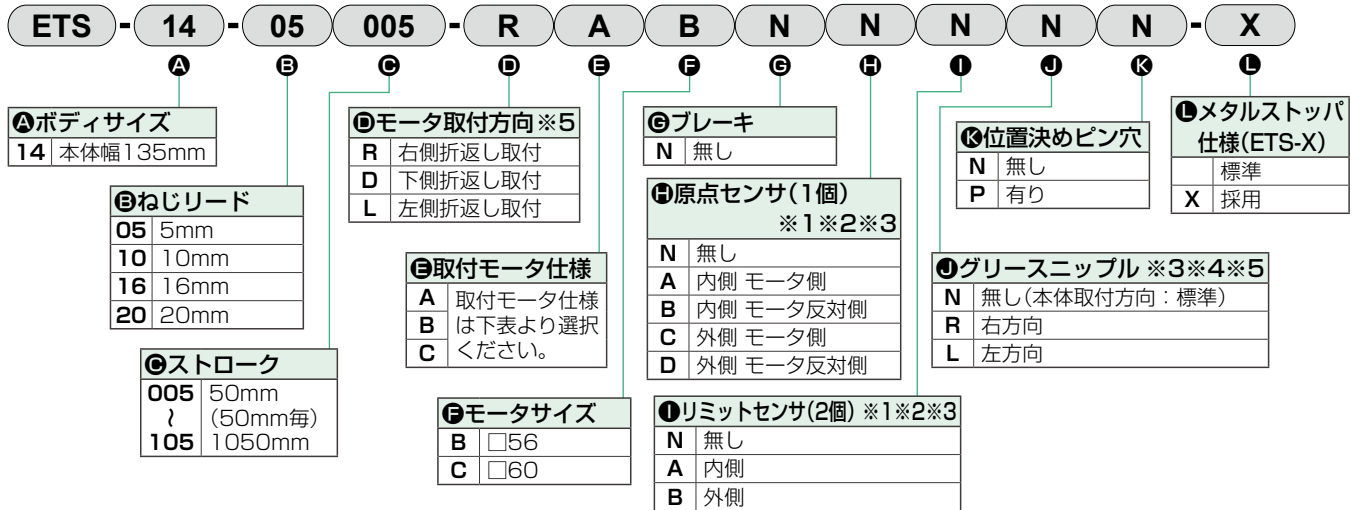 ETS - 14 - 05 005 - R A B N N N N N - X
Ⓐ Ⓑ Ⓒ Ⓓ Ⓔ Ⓕ Ⓖ Ⓗ Ⓘ Ⓙ Ⓚ Ⓛ
Ⓐボディサイズ
14 本体幅135mm
Ⓑねじリード
05 5mm
10 10mm
16 16mm
20 20mm
Ⓒストローク
005 50mm
〜 (50mm毎)
105 1050mm
Ⓓモータ取付方向※5
R 右側折返し取付
D 下側折返し取付
L 左側折返し取付
Ⓔ取付モータ仕様
A 取付モータ仕様
B は下表より選択
C ください。
Ⓕモータサイズ
B □56
C □60
Ⓖブレーキ
N 無し
Ⓗ原点センサ(1個)
※1※2※3
N 無し
A 内側 モータ側
B 内側 モータ反対側
C 外側 モータ側
D 外側 モータ反対側
Ⓘリミットセンサ(2個) ※1※2※3
N 無し
A 内側
B 外側
Ⓙグリースニップル ※3※4※5
N 無し(本体取付方向:標準)
R 右方向
L 左方向
Ⓚ位置決めピン穴
N 無し
P 有り
Ⓛメタルストッパ
仕様(ETS-X)
標準
X 採用